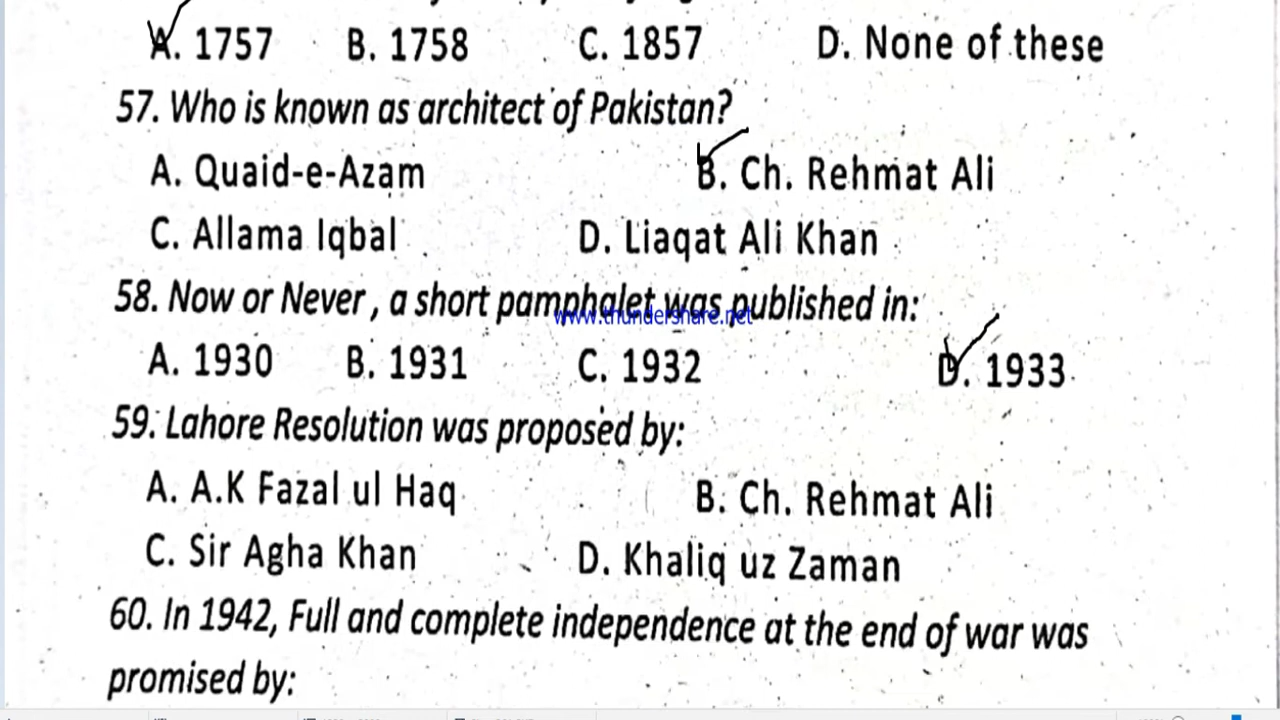 A. 1757 B. 1758 C. 1857 D. None of these
57. Who is known as architect of Pakistan?
A. Quaid-e-Azam B. Ch. Rehmat Ali
C. Allama Iqbal D. Liaqat Ali Khan
58. Now or Never, a short pamphalet was published in:
www.thundershare.net
A. 1930 B. 1931 C. 1932 D. 1933
59. Lahore Resolution was proposed by:
A. A.K Fazal ul Haq B. Ch. Rehmat Ali
C. Sir Agha Khan D. Khaliq uz Zaman
60. In 1942, Full and complete independence at the end of war was
promised by: